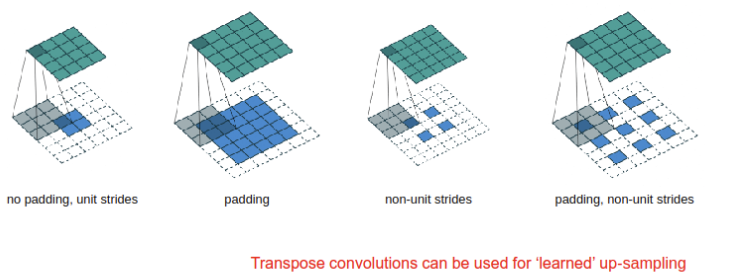 no padding, unit strides
padding
non-unit strides
padding, non-unit strides
Transpose convolutions can be used for ‘learned’ up-sampling